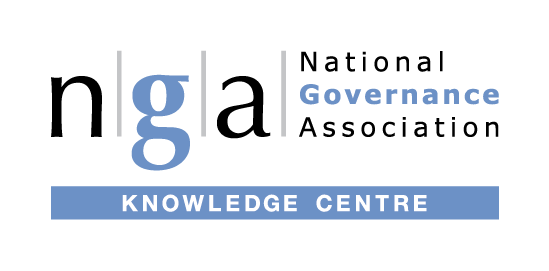 nga
National
Governance
Association
KNOWLEDGE CENTRE